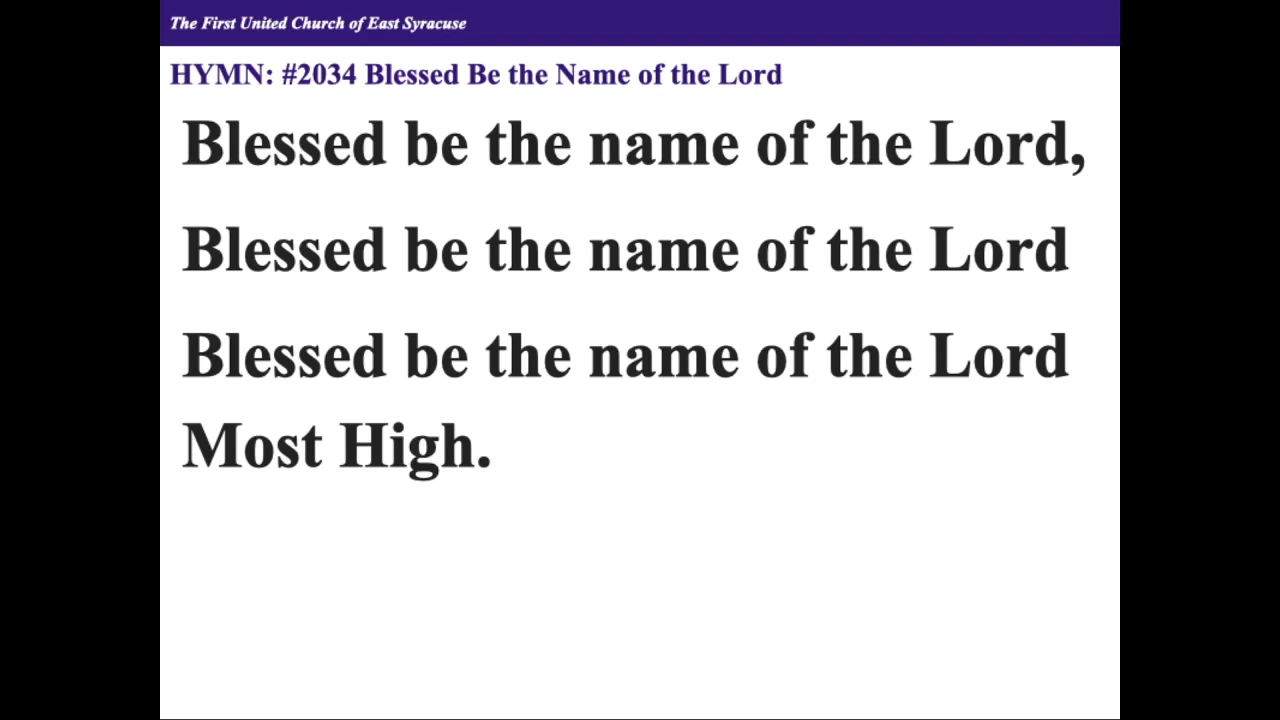 The First United Church of East Syracuse
HYMN: #2034 Blessed Be the Name of the Lord
Blessed be the name of the Lord,
Blessed be the name of the Lord
Blessed be the name of the Lord
Most High.